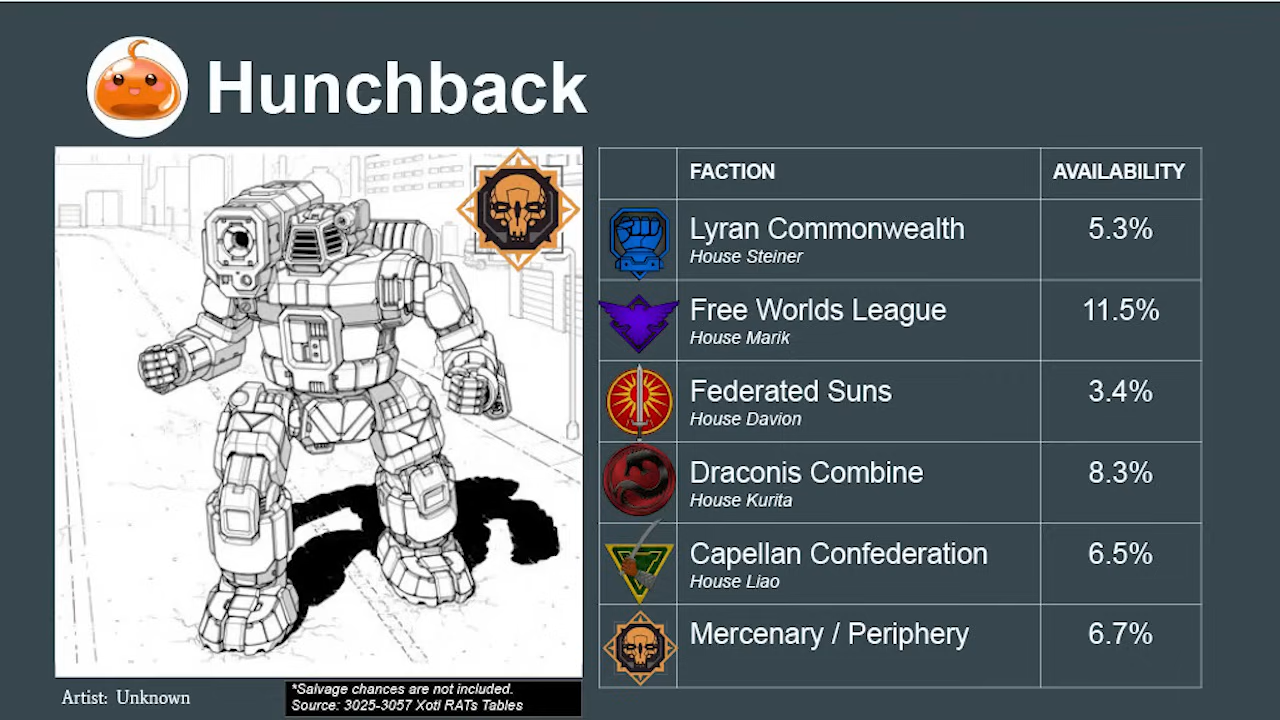 Hunchback
FACTION AVAILABILITY
Lyran Commonwealth 5.3%
House Steiner
Free Worlds League 11.5%
House Marik
Federated Suns 3.4%
House Davion
Draconis Combine 8.3%
House Kurita
Capellan Confederation 6.5%
House Liao
Mercenary / Periphery 6.7%
Artist: Unknown
*Salvage chances are not included.
Source: 3025-3057 Xotl RATs Tables